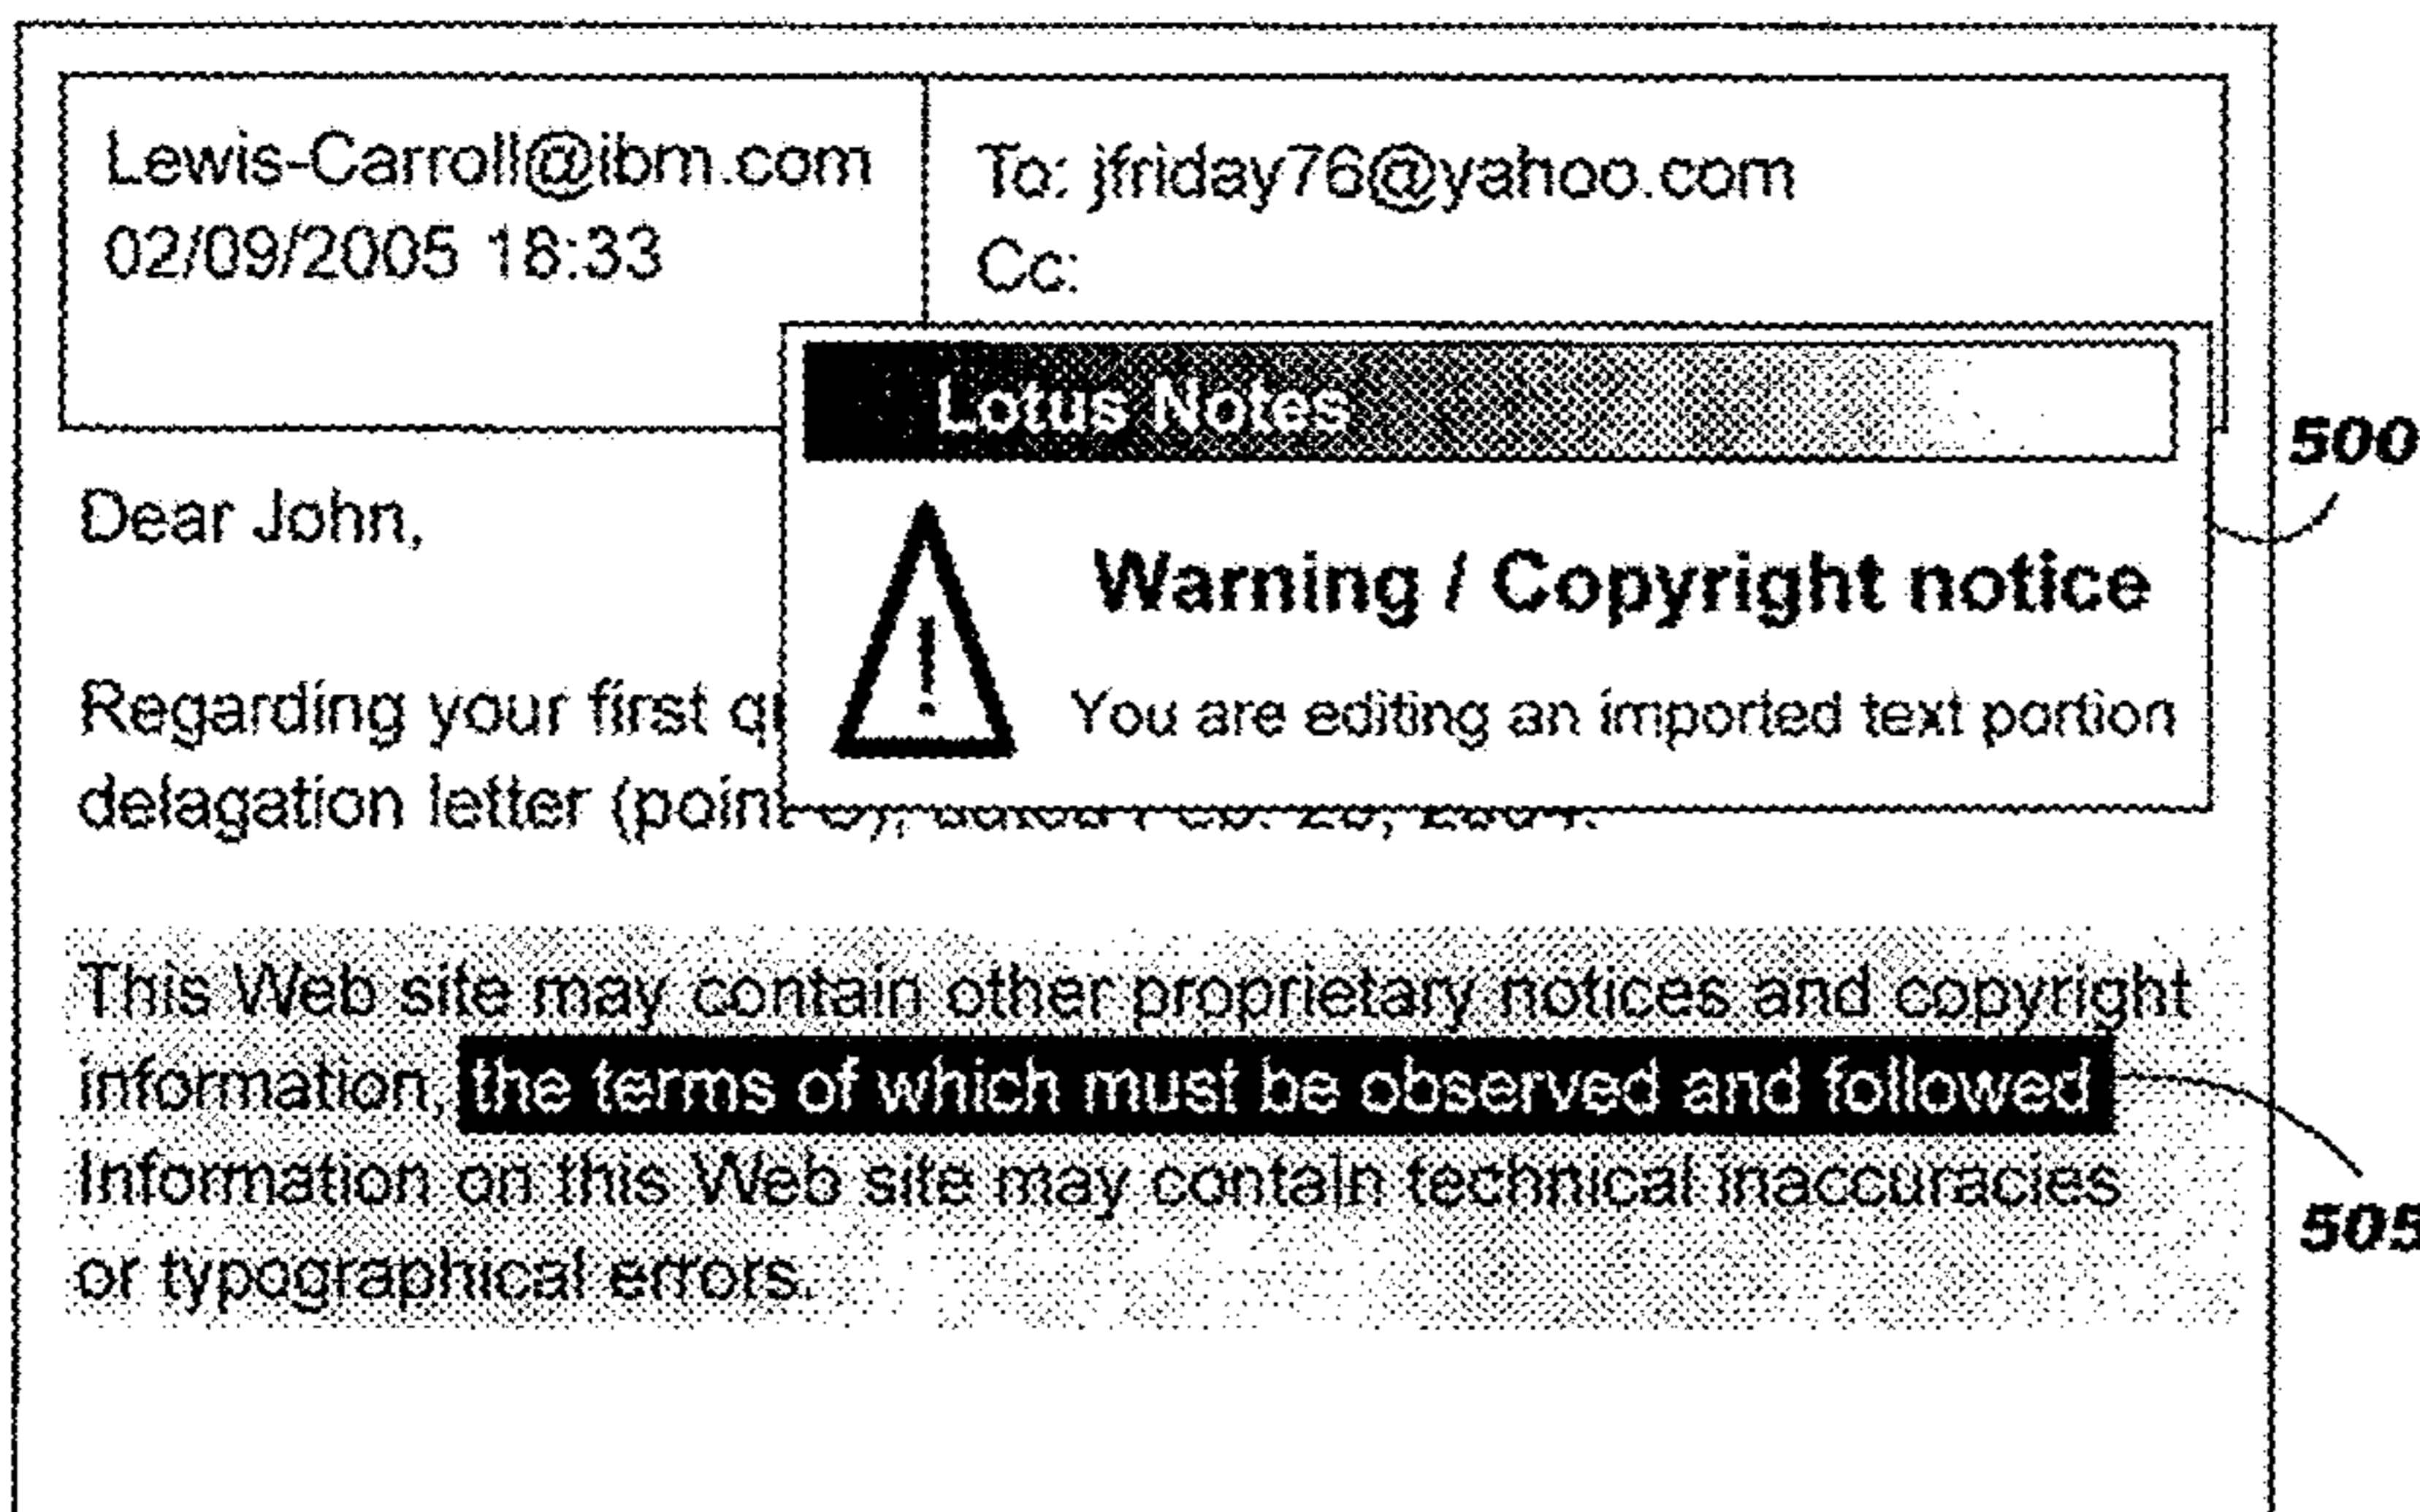 Lewis-Carroll@ibm.com
02/09/2005 18:33
To: jfriday76@yahoo.com
Cc:
Lotus Notes
500
Warning / Copyright notice
You are editing an imported text portion
Dear John,
Regarding your first
delagation letter
This Web site may contain other proprietary notices and copyright
information, the terms of which must be observed and followed
Information on this Web site may contain technical inaccuracies
or typographical errors.
505